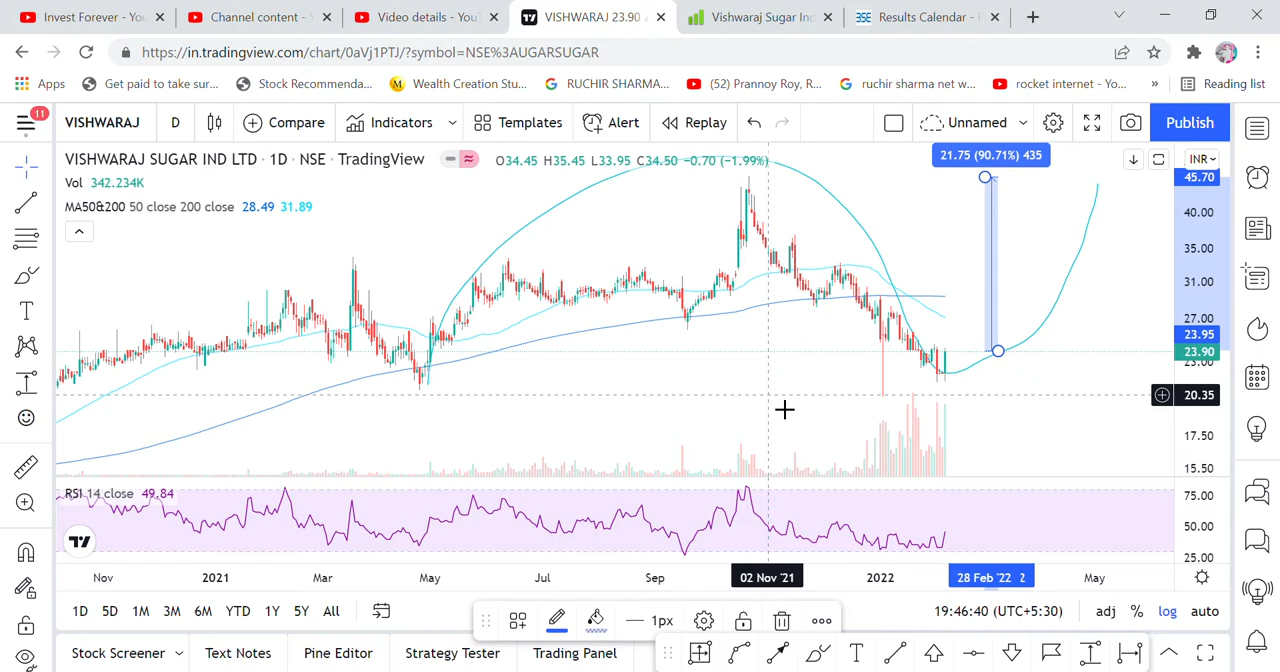 Invest Forever - You
Channel content - Y
Video details - YouT
VISHWARAJ 23.90
Vishwaraj Sugar Ind
Results Calendar - F
https://in.tradingview.com/chart/0aVj1PTJ/?symbol=NSE%3AUGARSUGAR
Apps
Get paid to take sur...
Stock Recommenda...
Wealth Creation Stu...
RUCHIR SHARMA...
(52) Prannoy Roy, R...
ruchir sharma net w...
rocket internet - Yo...
»
Reading list
11
VISHWARAJ
D
Compare
Indicators
Templates
Alert
Replay
Unnamed
Publish
VISHWARAJ SUGAR IND LTD · 1D · NSE · TradingView
O34.45 H35.45 L33.95 C34.50 −0.70 (−1.99%)
21.75 (90.71%) 435
INR
Vol 342.234K
MA50&200 50 close 200 close 28.49 31.89
45.70
40.00
35.00
31.00
27.00
23.95
23.90
23.00
20.35
17.50
15.50
RSI 14 close 49.84
75.00
50.00
25.00
Nov
2021
Mar
May
Jul
Sep
02 Nov '21
2022
28 Feb '22
2
May
1D 5D 1M 3M 6M YTD 1Y 5Y All
1px
19:46:40 (UTC+5:30)
adj % log auto
Stock Screener
Text Notes
Pine Editor
Strategy Tester
Trading Panel